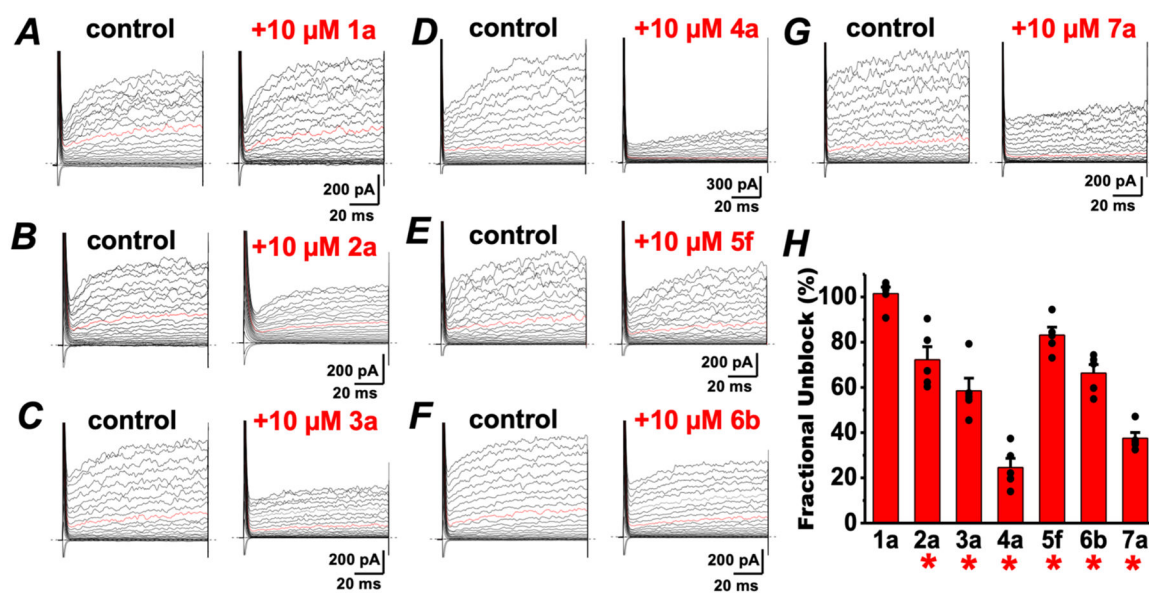 A control +10 µM 1a
200 pA
20 ms
D control +10 µM 4a
300 pA
20 ms
G control +10 µM 7a
200 pA
20 ms
B control +10 µM 2a
200 pA
20 ms
E control +10 µM 5f
200 pA
20 ms
C control +10 µM 3a
200 pA
20 ms
F control +10 µM 6b
200 pA
20 ms
H
Fractional Unblock (%)
100
80
60
40
20
0
1a 2a 3a 4a 5f 6b 7a
* * * * * *